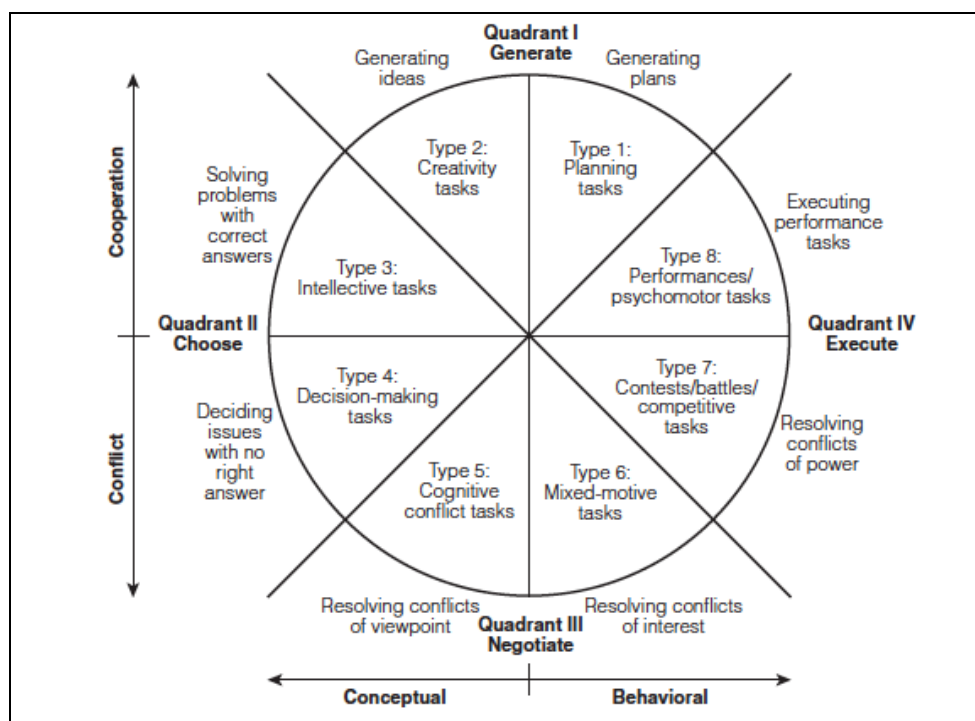 Quadrant I
Generate
Generating
ideas
Generating
plans
Type 2:
Creativity
tasks
Type 1:
Planning
tasks
Cooperation
Solving
problems
with
correct
answers
Executing
performance
tasks
Type 3:
Intellective tasks
Type 8:
Performances/
psychomotor tasks
Quadrant II
Choose
Quadrant IV
Execute
Conflict
Deciding
issues
with no
right
answer
Type 4:
Decision-making
tasks
Type 7:
Contests/battles/
competitive
tasks
Resolving
conflicts
of power
Type 5:
Cognitive
conflict tasks
Type 6:
Mixed-motive
tasks
Resolving conflicts
of viewpoint
Quadrant III
Negotiate
Resolving conflicts
of interest
Conceptual
Behavioral